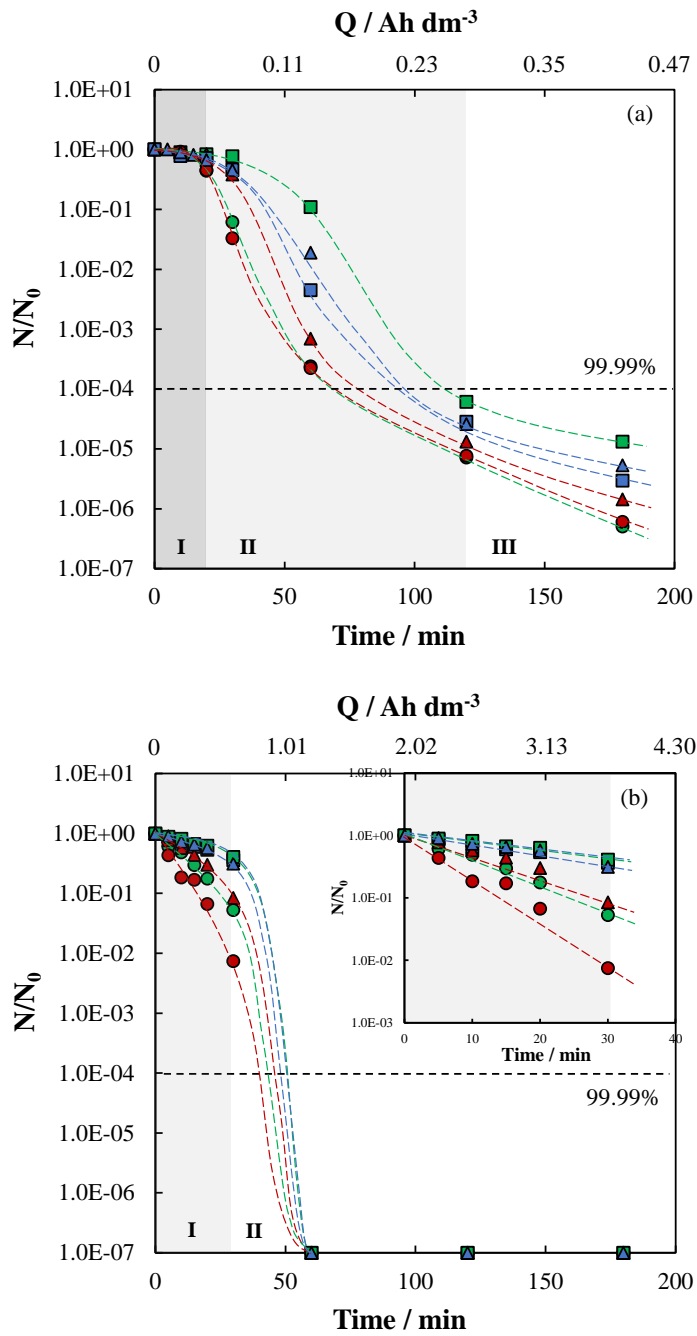 Q / Ah dm-3
0 0.11 0.23 0.35 0.47
1.0E+01
(a)
1.0E+00
1.0E-01
1.0E-02
1.0E-03
N/N0
99.99%
1.0E-04
1.0E-05
1.0E-06
I II III
1.0E-07
0 50 100 150 200
Time / min
Q / Ah dm-3
0 1.01 2.02 3.13 4.30
1.0E+01
1.0E+00
1.0E-01
1.0E-02
1.0E-03
N/N0
1.0E-04
99.99%
1.0E-05
1.0E-06
I II
1.0E-07
0 50 100 150 200
Time / min
1.0E+01
(b)
1.0E+00
1.0E-01
N/N0
1.0E-02
1.0E-03
0 10 20 30 40
Time / min